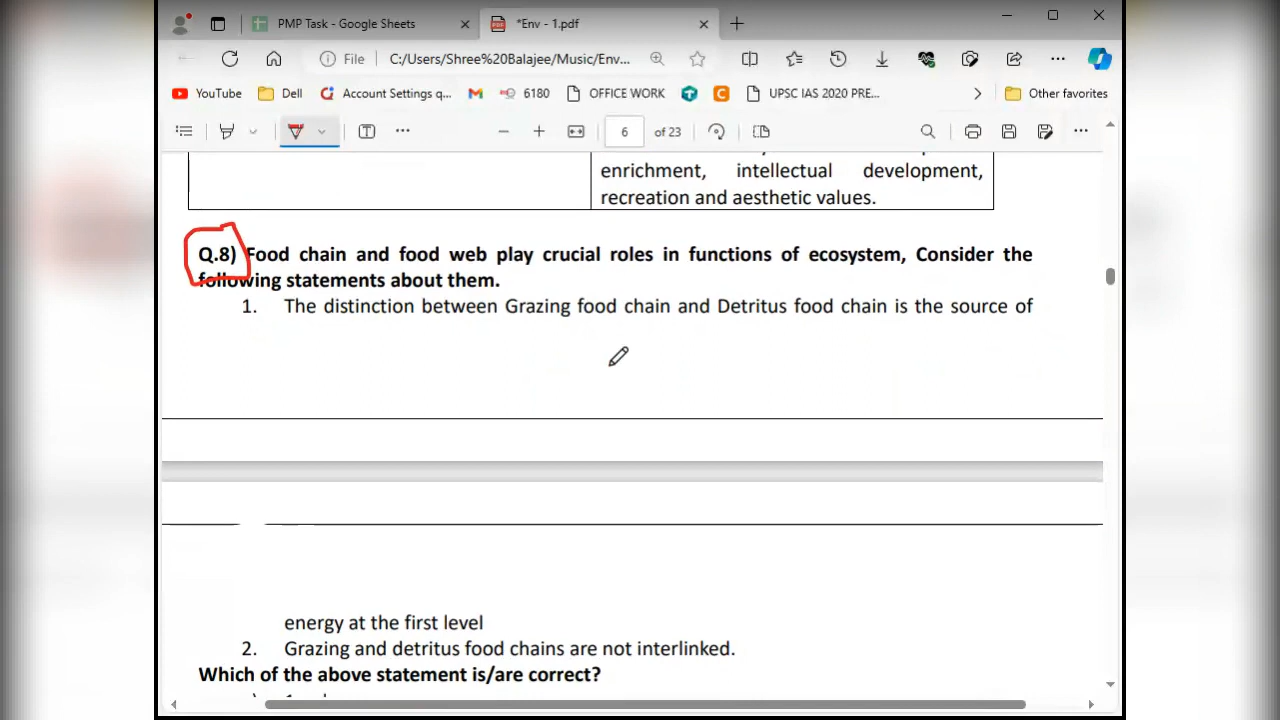 PMP Task - Google Sheets
*Env - 1.pdf
File
C:/Users/Shree%20Balajee/Music/Env...
YouTube
Dell
Account Settings q...
6180
OFFICE WORK
UPSC IAS 2020 PRE...
Other favorites
6 of 23
enrichment, intellectual development,
recreation and aesthetic values.
Q.8) Food chain and food web play crucial roles in functions of ecosystem, Consider the
following statements about them.
1. The distinction between Grazing food chain and Detritus food chain is the source of
energy at the first level
2. Grazing and detritus food chains are not interlinked.
Which of the above statement is/are correct?